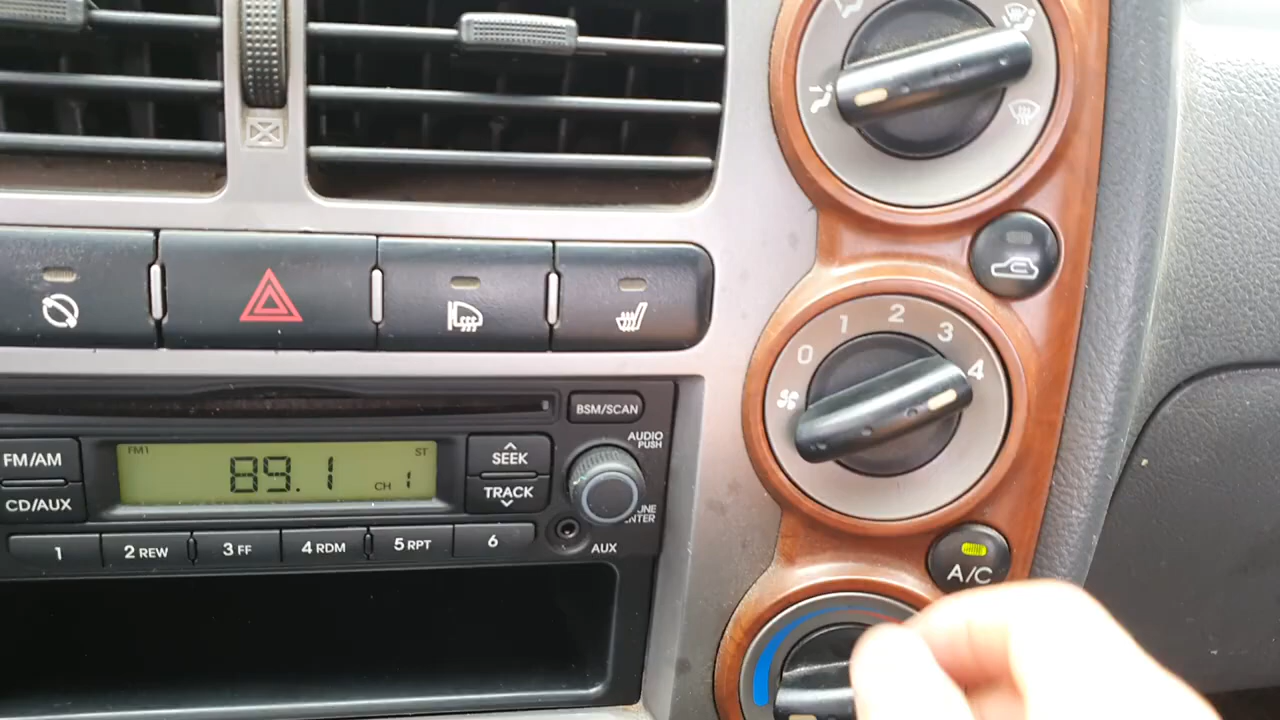 0 1 2 3 4
BSM/SCAN
AUDIO
PUSH
FM/AM
FM1
ST
89.1
CH 1
SEEK
CD/AUX
TRACK
1
2 REW
3 FF
4 RDM
5 RPT
6
AUX
A/C